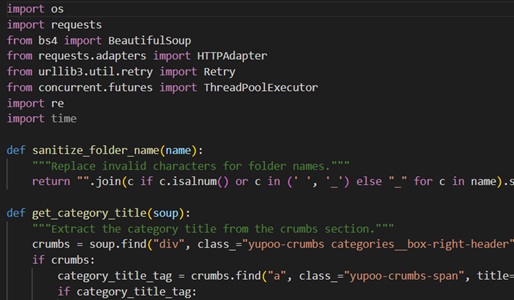 import os
import requests
from bs4 import BeautifulSoup
from requests.adapters import HTTPAdapter
from urllib3.util.retry import Retry
from concurrent.futures import ThreadPoolExecutor
import re
import time
def sanitize_folder_name(name):
"""Replace invalid characters for folder names."""
return "".join(c if c.isalnum() or c in (' ', '_') else "_" for c in name).s
def get_category_title(soup):
"""Extract the category title from the crumbs section."""
crumbs = soup.find("div", class_="yupoo-crumbs categories__box-right-header"
if crumbs:
category_title_tag = crumbs.find("a", class_="yupoo-crumbs-span", title=
if category_title_tag: